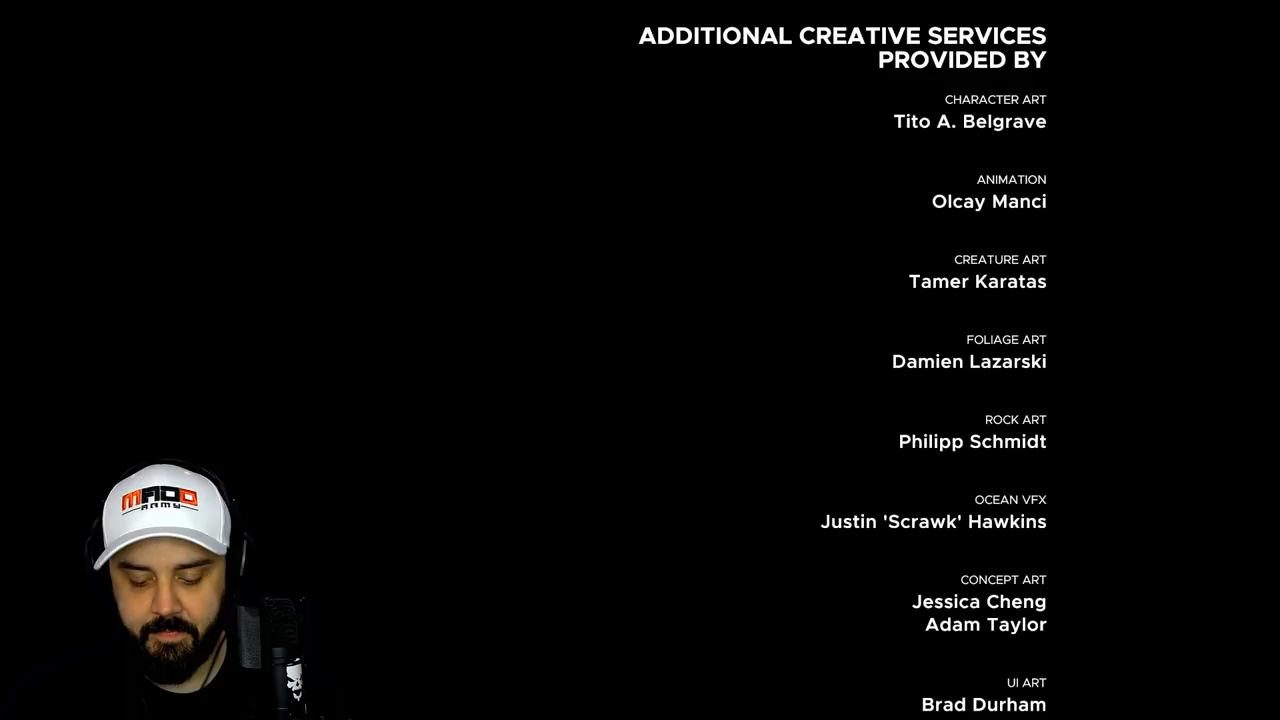 ADDITIONAL CREATIVE SERVICES
PROVIDED BY
CHARACTER ART
Tito A. Belgrave
ANIMATION
Olcay Manci
CREATURE ART
Tamer Karatas
FOLIAGE ART
Damien Lazarski
ROCK ART
Philipp Schmidt
OCEAN VFX
Justin 'Scrawk' Hawkins
CONCEPT ART
Jessica Cheng
Adam Taylor
UI ART
Brad Durham
MADD
ARMY